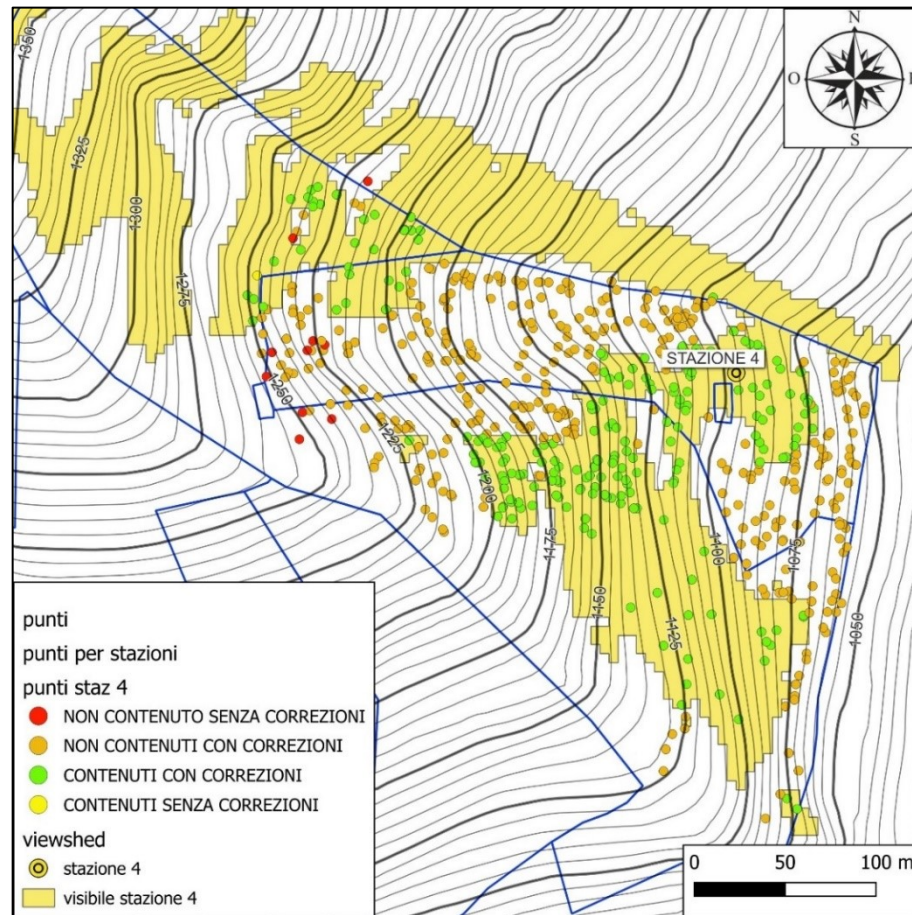 1350
N
O
E
S
1325
1300
1275
STAZIONE 4
1250
1225
1200
1175
1150
1125
1100
1075
1050
punti
punti per stazioni
punti staz 4
NON CONTENUTO SENZA CORREZIONI
NON CONTENUTI CON CORREZIONI
CONTENUTI CON CORREZIONI
CONTENUTI SENZA CORREZIONI
viewshed
stazione 4
visibile stazione 4
0 50 100 m